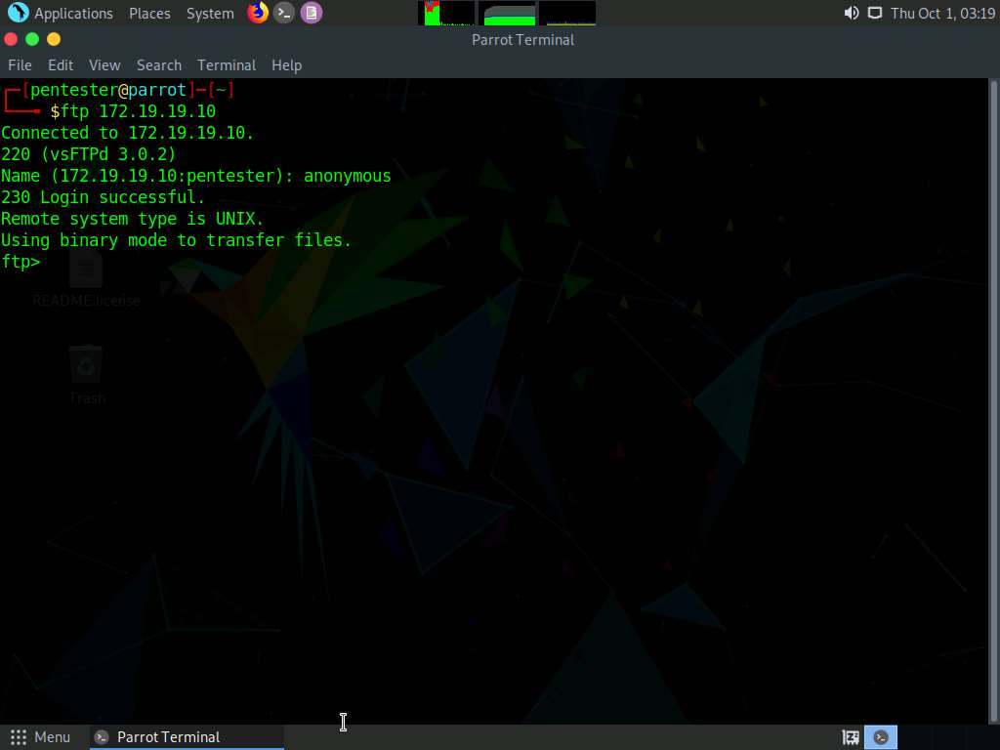 Applications Places System Thu Oct 1, 03:19
Parrot Terminal
File Edit View Search Terminal Help
┌─[pentester@parrot]─[~]
└──╼ $ftp 172.19.19.10
Connected to 172.19.19.10.
220 (vsFTPd 3.0.2)
Name (172.19.19.10:pentester): anonymous
230 Login successful.
Remote system type is UNIX.
Using binary mode to transfer files.
ftp>
README.license
Trash
Menu Parrot Terminal